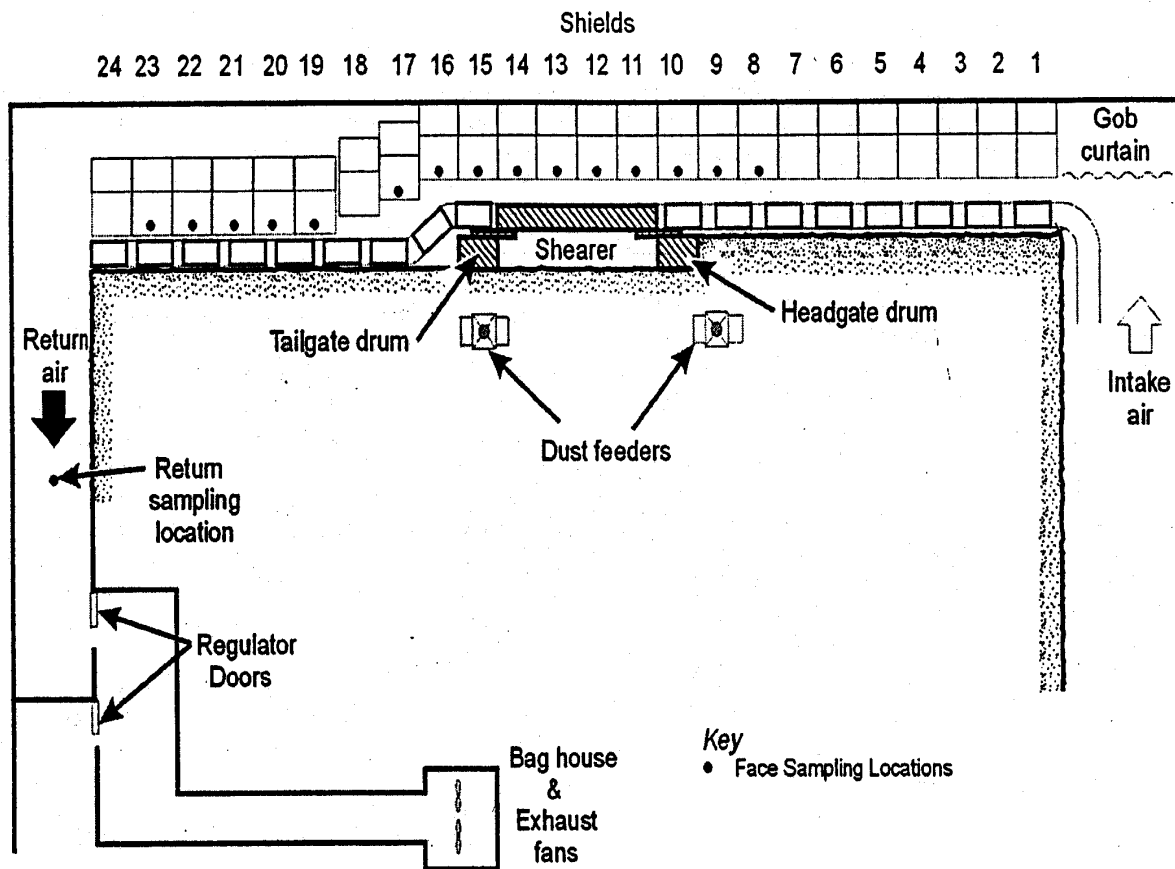 Shields
24 23 22 21 20 19 18 17 16 15 14 13 12 11 10 9 8 7 6 5 4 3 2 1
Gob
curtain
Shearer
Tailgate drum
Headgate drum
Return
air
Intake
air
Dust feeders
Return
sampling
location
Regulator
Doors
Bag house
&
Exhaust
fans
Key
• Face Sampling Locations